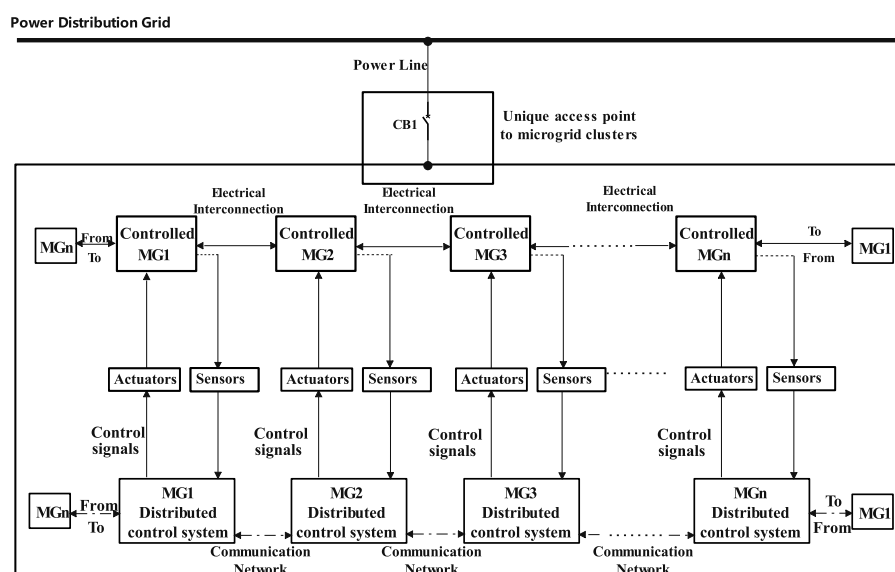 Power Distribution Grid
Power Line
CB1
Unique access point
to microgrid clusters
Electrical
Interconnection
Electrical
Interconnection
Electrical
Interconnection
MGn
From
To
Controlled
MG1
Controlled
MG2
Controlled
MG3
Controlled
MGn
To
From
MG1
Actuators
Sensors
Actuators
Sensors
Actuators
Sensors
Actuators
Sensors
Control
signals
Control
signals
Control
signals
Control
signals
MGn
From
To
MG1
Distributed
control system
MG2
Distributed
control system
MG3
Distributed
control system
MGn
Distributed
control system
To
From
MG1
Communication
Network
Communication
Network
Communication
Network